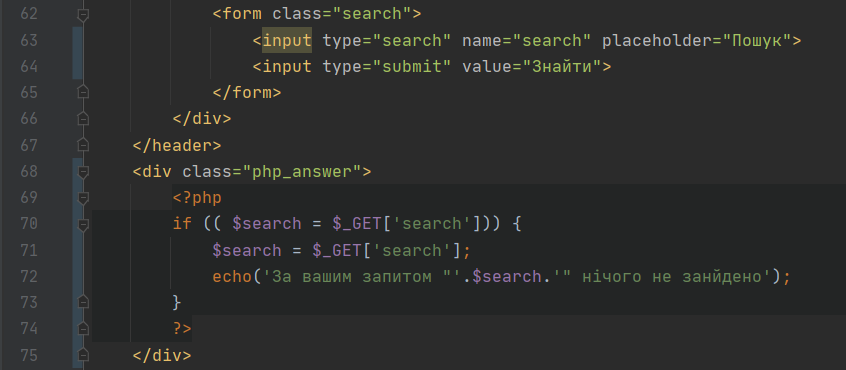 62 <form class="search">
63 <input type="search" name="search" placeholder="Пошук">
64 <input type="submit" value="Знайти">
65 </form>
66 </div>
67 </header>
68 <div class="php_answer">
69 <?php
70 if (( $search = $_GET['search'])) {
71 $search = $_GET['search'];
72 echo('За вашим запитом "'.$search.'" нічого не занйдено');
73 }
74 ?>
75 </div>